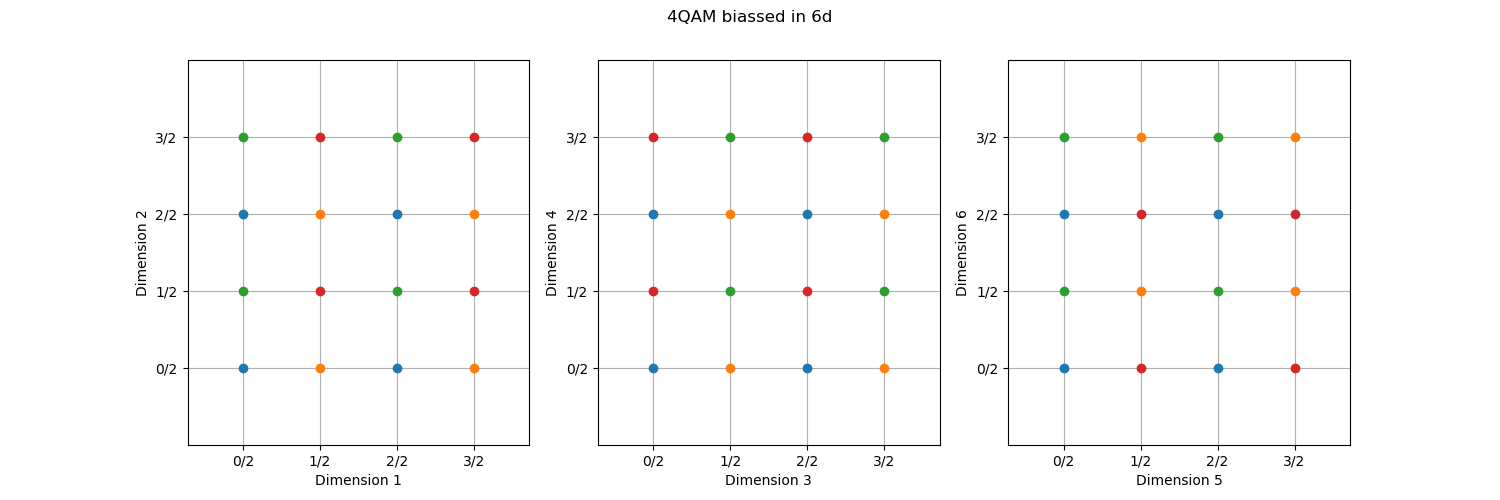 4QAM biassed in 6d
Dimension 2
3/2
2/2
1/2
0/2
0/2 1/2 2/2 3/2
Dimension 1
Dimension 4
3/2
2/2
1/2
0/2
0/2 1/2 2/2 3/2
Dimension 3
Dimension 6
3/2
2/2
1/2
0/2
0/2 1/2 2/2 3/2
Dimension 5